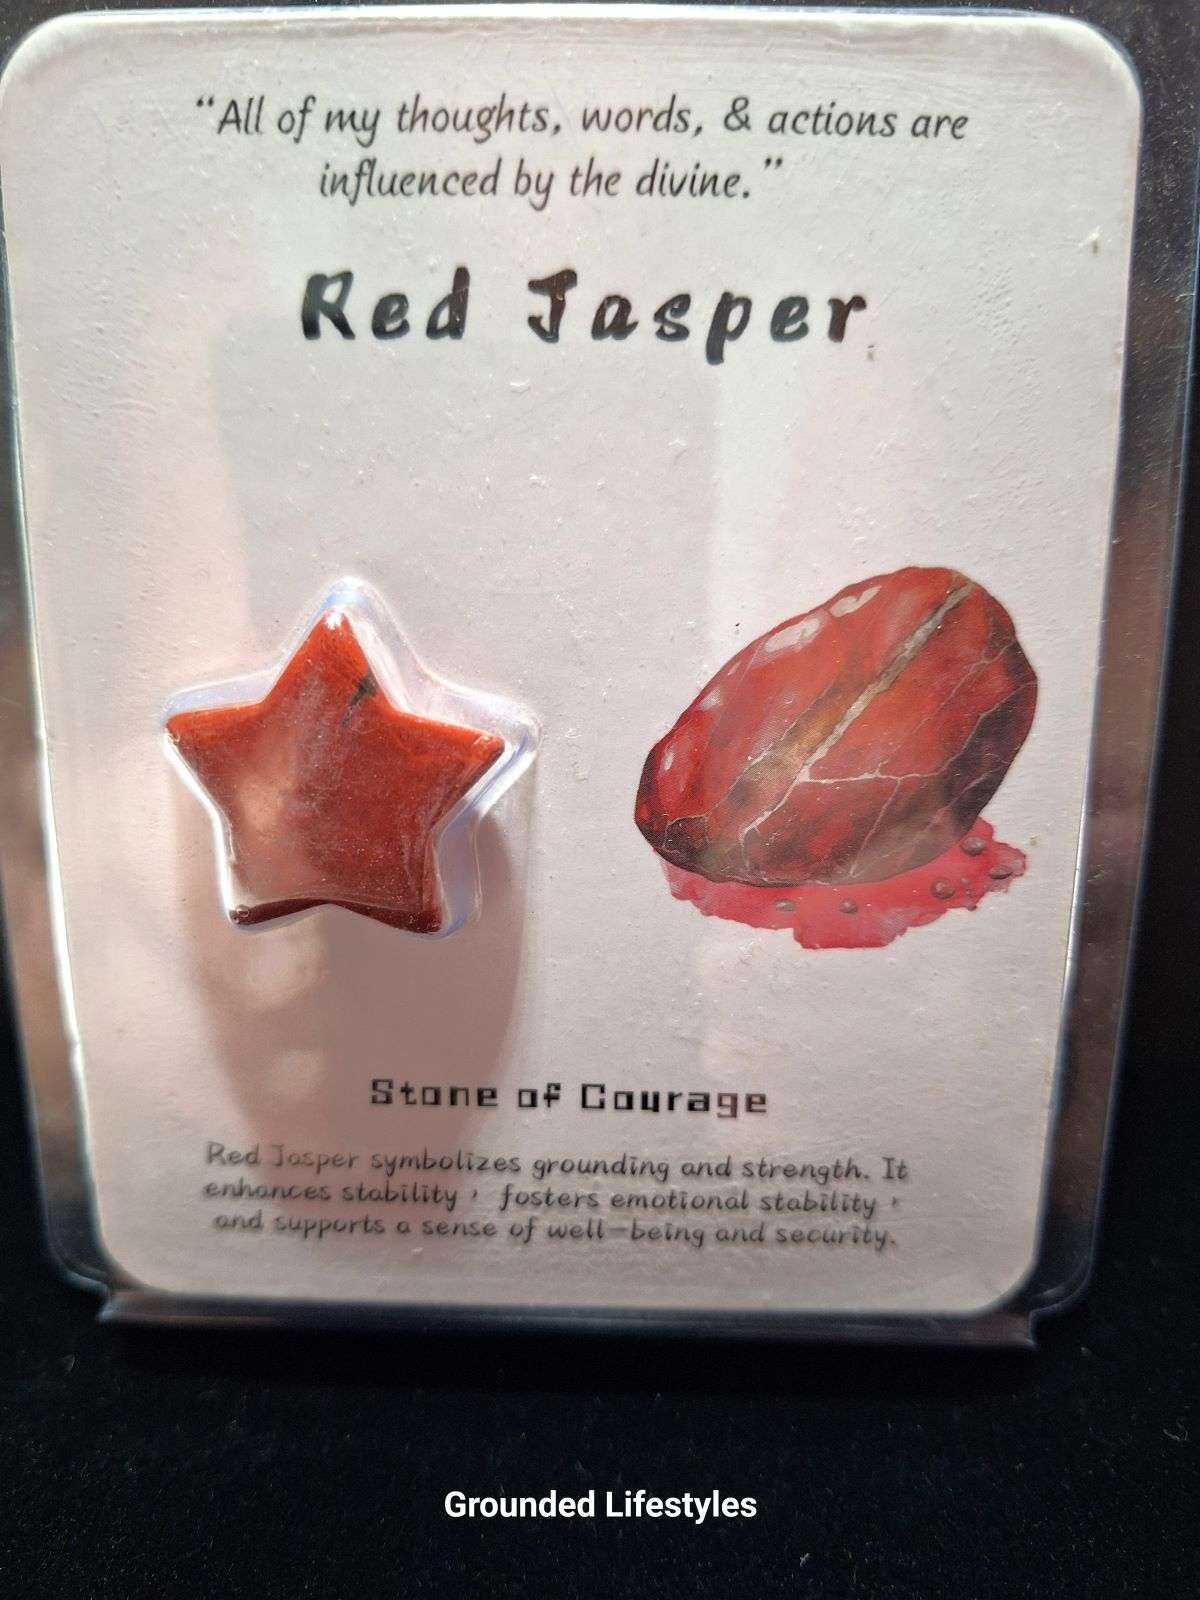 “All of my thoughts, words, & actions are
influenced by the divine.”
Red Jasper
Stone of Courage
Red Jasper symbolizes grounding and strength. It
enhances stability , fosters emotional stability ,
and supports a sense of well-being and security.
Grounded Lifestyles